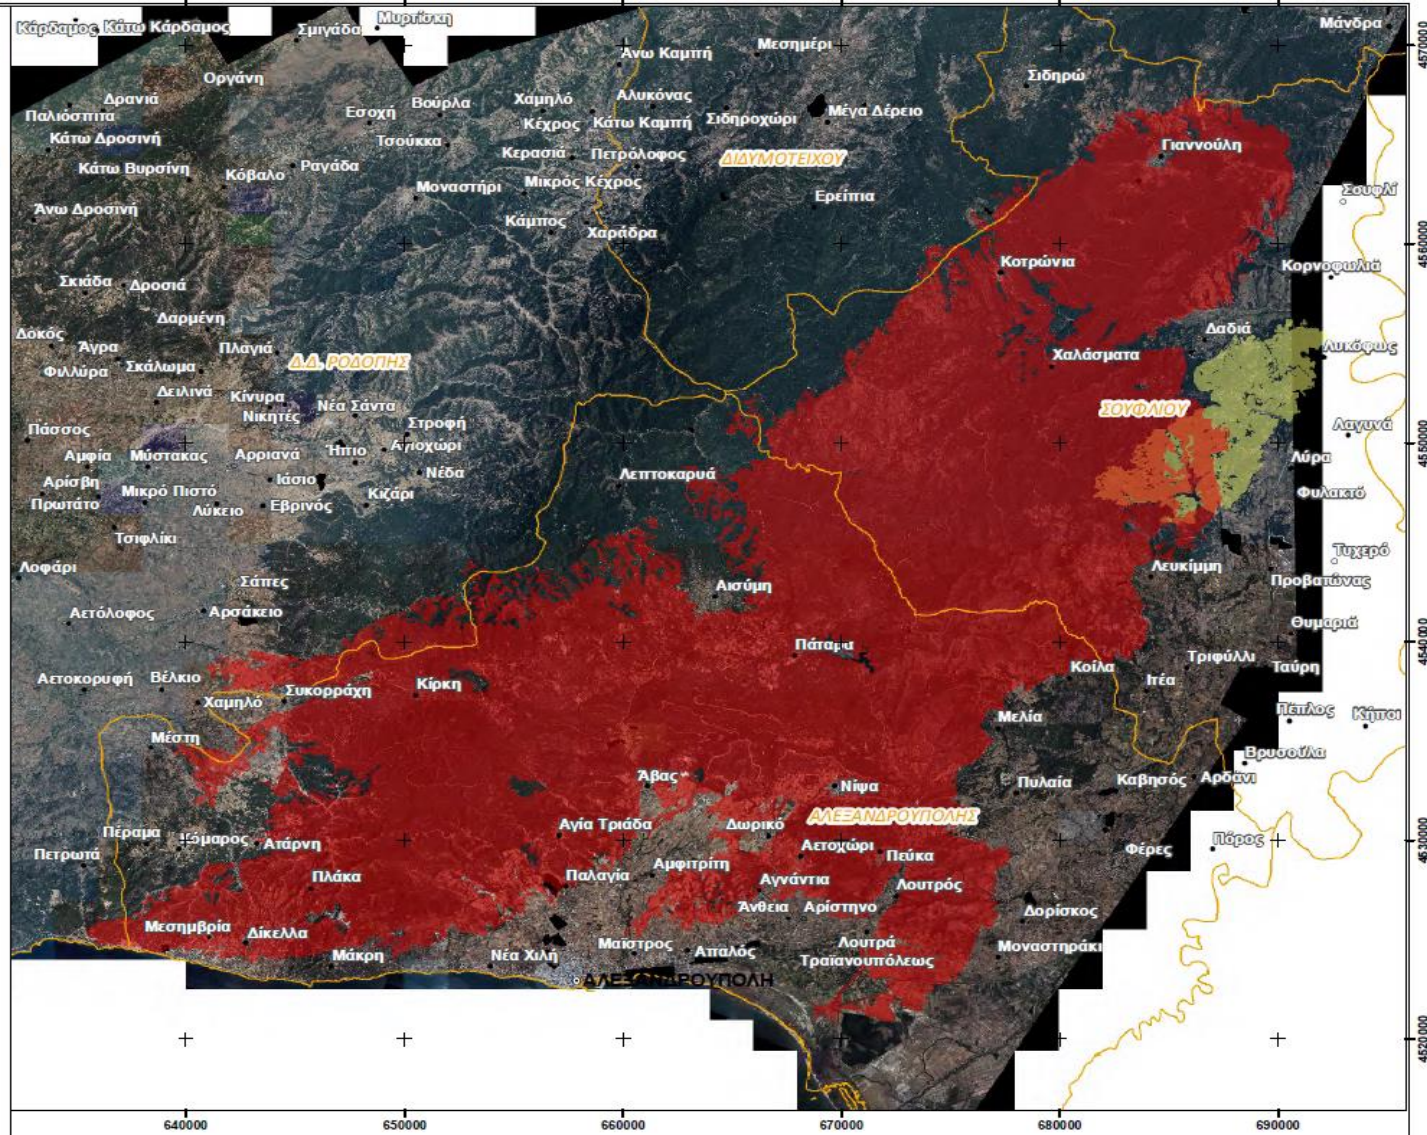 Κάρδαμος
Κάτω Κάρδαμος
Σμιγάδα
Μυρτίσκη
Μάνδρα
Άνω Καμπή
Μεσημέρι
Σιδηρώ
Οργάνη
Δρανιά
Παλιόσπιτα
Εσοχή
Βούρλα
Χαμηλό
Αλυκόνας
Κέχρος
Κάτω Καμπή
Σιδηροχώρι
Μέγα Δέρειο
Κάτω Δροσινή
Τσούκκα
Γιαννούλη
Κερασιά
Πετρόλοφος
ΔΙΔΥΜΟΤΕΙΧΟΥ
Κάτω Βυρσίνη
Κόβαλο
Ραγάδα
Μοναστήρι
Μικρός Κέχρος
Ερείπια
Σουφλί
Άνω Δροσινή
Κάμπος
Χαράδρα
Κοτρώνια
Κορνοφωλιά
Σκιάδα
Δροσιά
Δαρμένη
Δαδιά
Δοκός
Άγρα
Πλαγιά
Δ.Δ. ΡΟΔΟΠΗΣ
Χαλάσματα
Λυκόφως
Φιλλύρα
Σκάλωμα
Δειλινά
Κίνυρα
Νικητές
Νέα Σάντα
ΣΟΥΦΛΙΟΥ
Στροφή
Λαγυνά
Πάσσος
Αμφία
Μύστακας
Αρριανά
Ήπιο
Αγιοχώρι
Λύρα
Αρίσβη
Ιάσιο
Νέδα
Λεπτοκαρυά
Μικρό Πιστό
Πρωτάτο
Λύκειο
Εβρινός
Κιζάρι
Φυλακτό
Τσιφλίκι
Τυχερό
Λοφάρι
Σάπες
Αισύμη
Λευκίμμη
Προβατώνας
Αετόλοφος
Αρσάκειο
Θυμαριά
Πάταρα
Τριφύλλι
Κοίλα
Ταύρη
Αετοκορυφή
Βέλκιο
Συκορράχη
Κίρκη
Ιτέα
Χαμηλό
Μελία
Πέπλος
Κήποι
Μέστη
Βρυσούλα
Άβας
Νίψα
Πυλαία
Καβησός
Αρδάνι
ΑΛΕΞΑΝΔΡΟΥΠΟΛΗΣ
Πέραμα
Κόμαρος
Ατάρνη
Αγία Τριάδα
Δωρικό
Αετοχώρι
Πεύκα
Φέρες
Πόρος
Πετρωτά
Πλάκα
Παλαγία
Αμφιτρίτη
Αγνάντια
Λουτρός
Άνθεια
Αρίστηνο
Δορίσκος
Μεσημβρία
Δίκελλα
Μάκρη
Νέα Χιλή
Μαΐστρος
Απαλός
Λουτρά
Τραϊανουπόλεως
Μοναστηράκι
ΑΛΕΞΑΝΔΡΟΥΠΟΛΗ
4570000
4560000
4550000
4540000
4530000
4520000
640000
650000
660000
670000
680000
690000